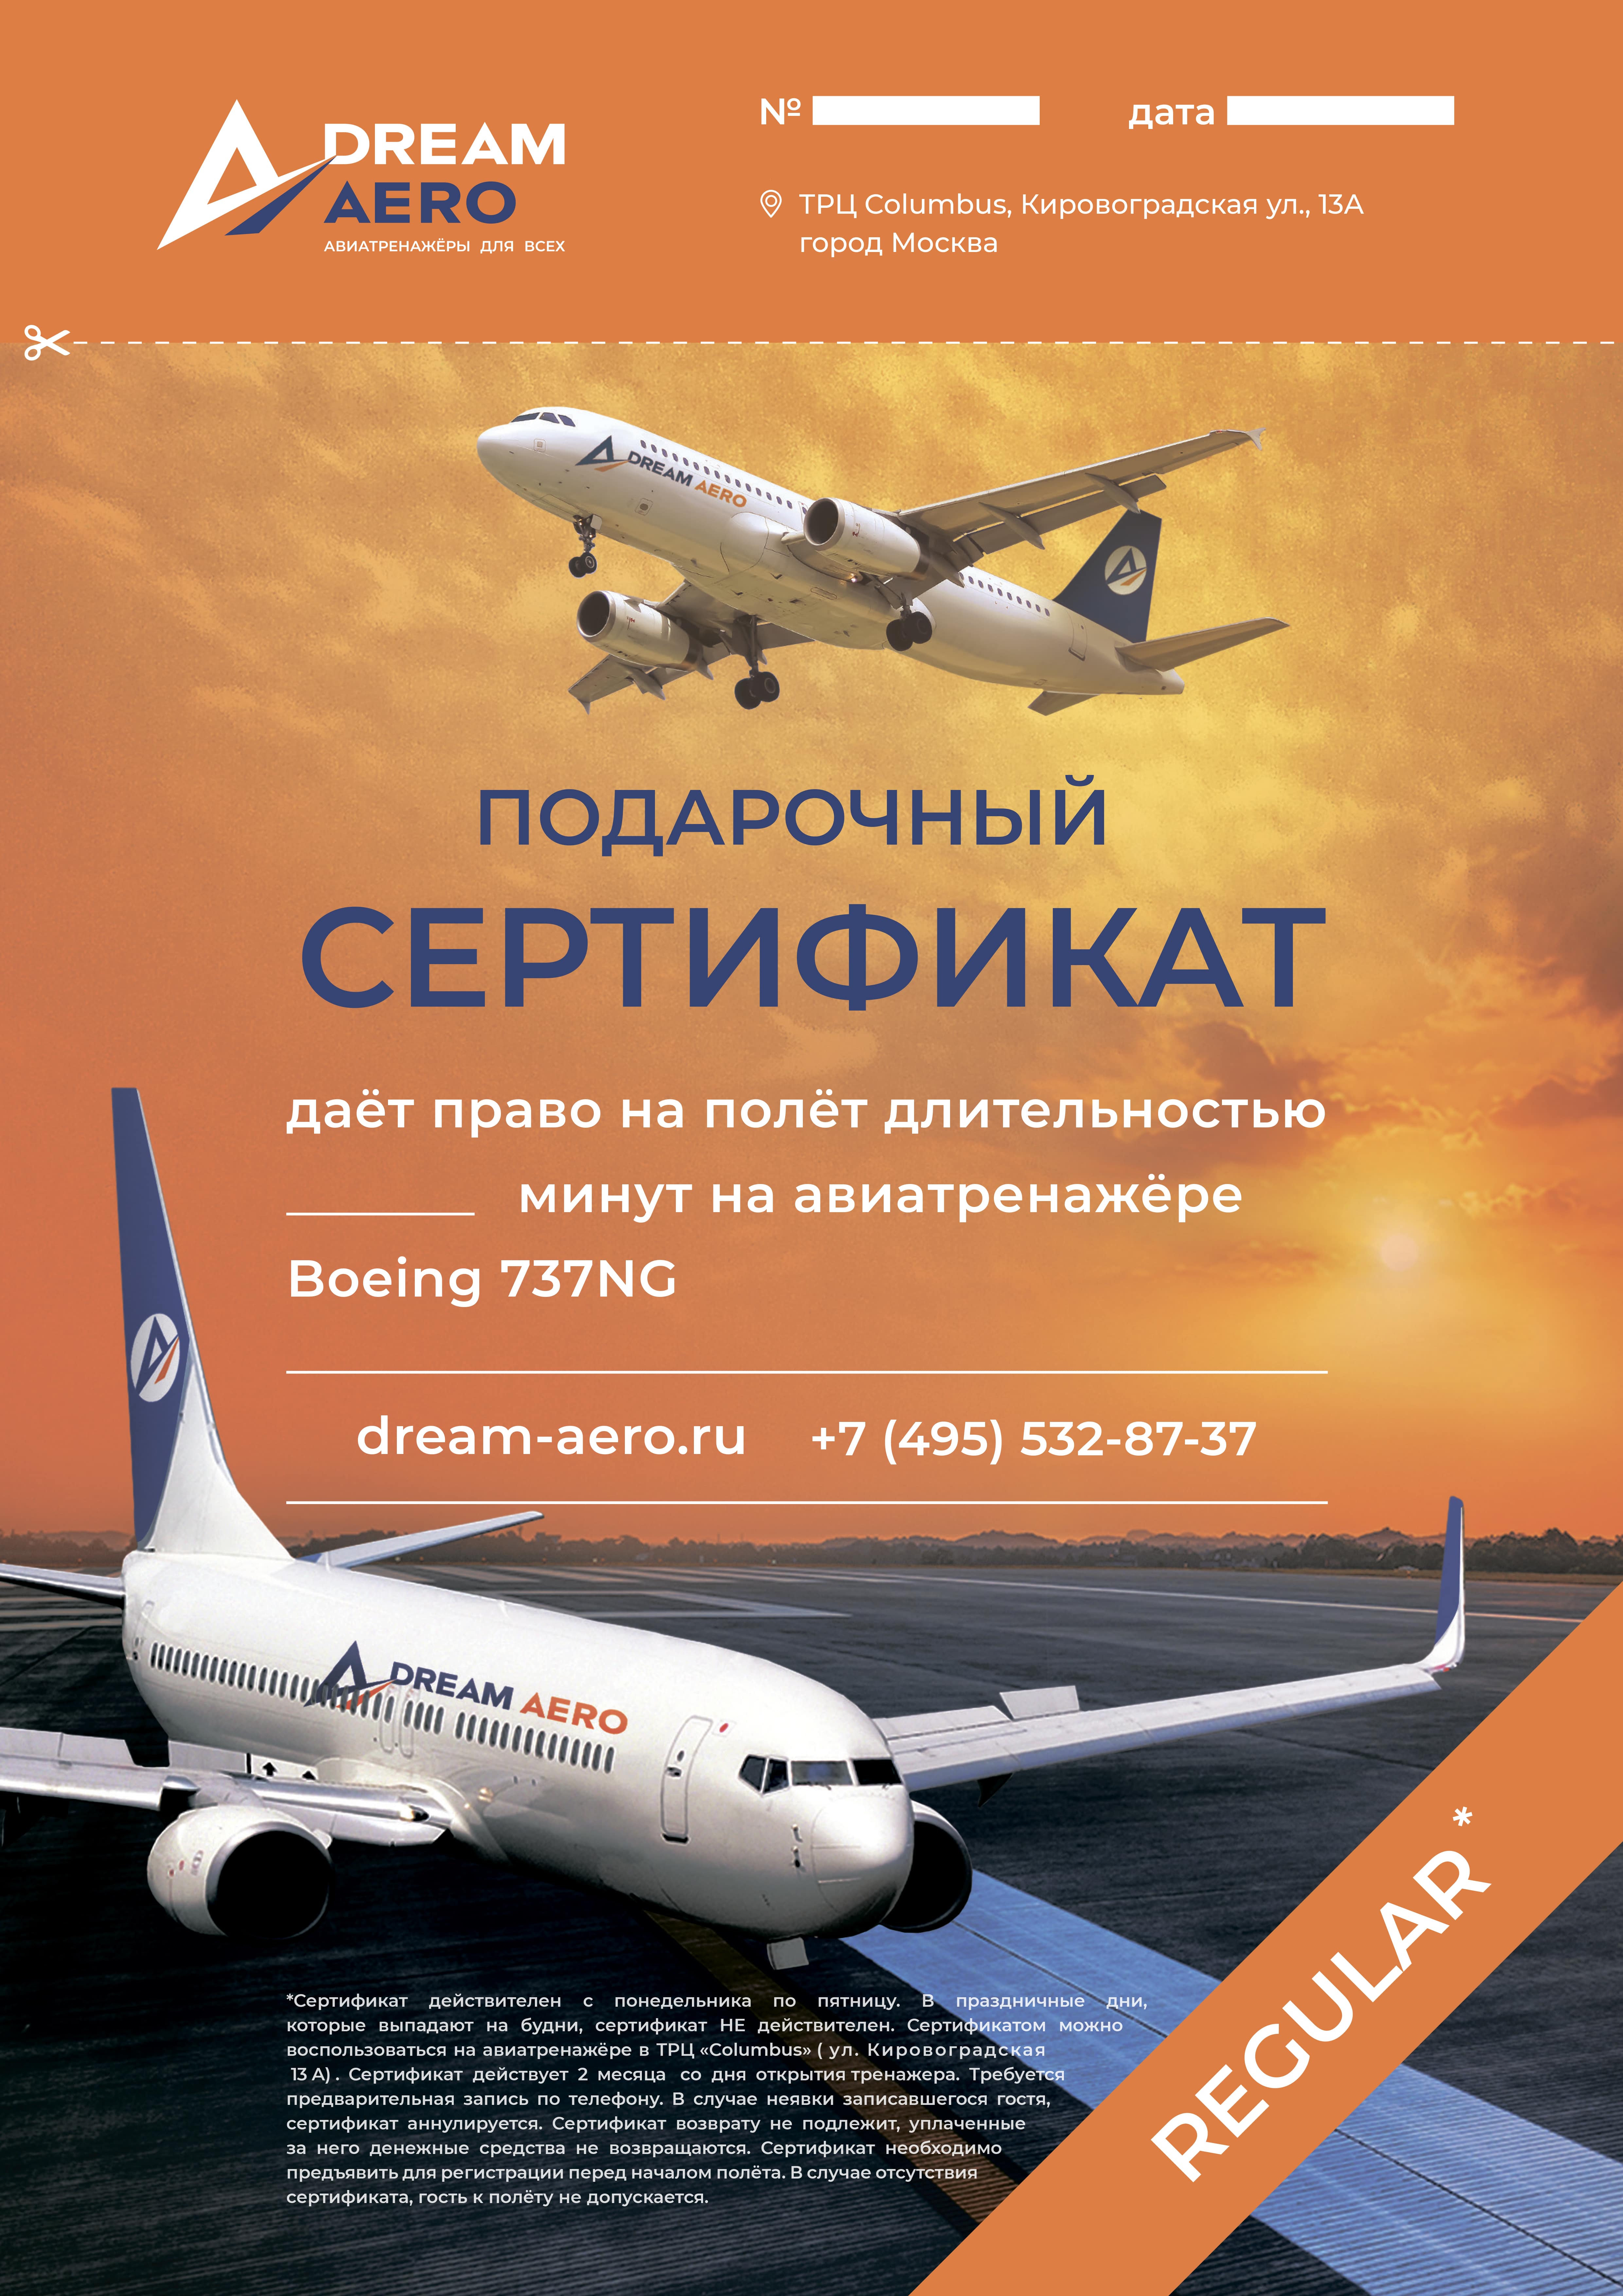 DREAM
AERO
АВИАТРЕНАЖЁРЫ ДЛЯ ВСЕХ
№ дата
ТРЦ Columbus, Кировоградская ул., 13А
город Москва
DREAM AERO
ПОДАРОЧНЫЙ
СЕРТИФИКАТ
даёт право на полёт длительностью
_______ минут на авиатренажёре
Boeing 737NG
dream-aero.ru +7 (495) 532-87-37
DREAM AERO
REGULAR *
*Сертификат действителен с понедельника по пятницу. В праздничные дни,
которые выпадают на будни, сертификат НЕ действителен. Сертификатом можно
воспользоваться на авиатренажёре в ТРЦ «Columbus» ( ул. Кировоградская
13 А) . Сертификат действует 2 месяца со дня открытия тренажера. Требуется
предварительная запись по телефону. В случае неявки записавшегося гостя,
сертификат аннулируется. Сертификат возврату не подлежит, уплаченные
за него денежные средства не возвращаются. Сертификат необходимо
предъявить для регистрации перед началом полёта. В случае отсутствия
сертификата, гость к полёту не допускается.